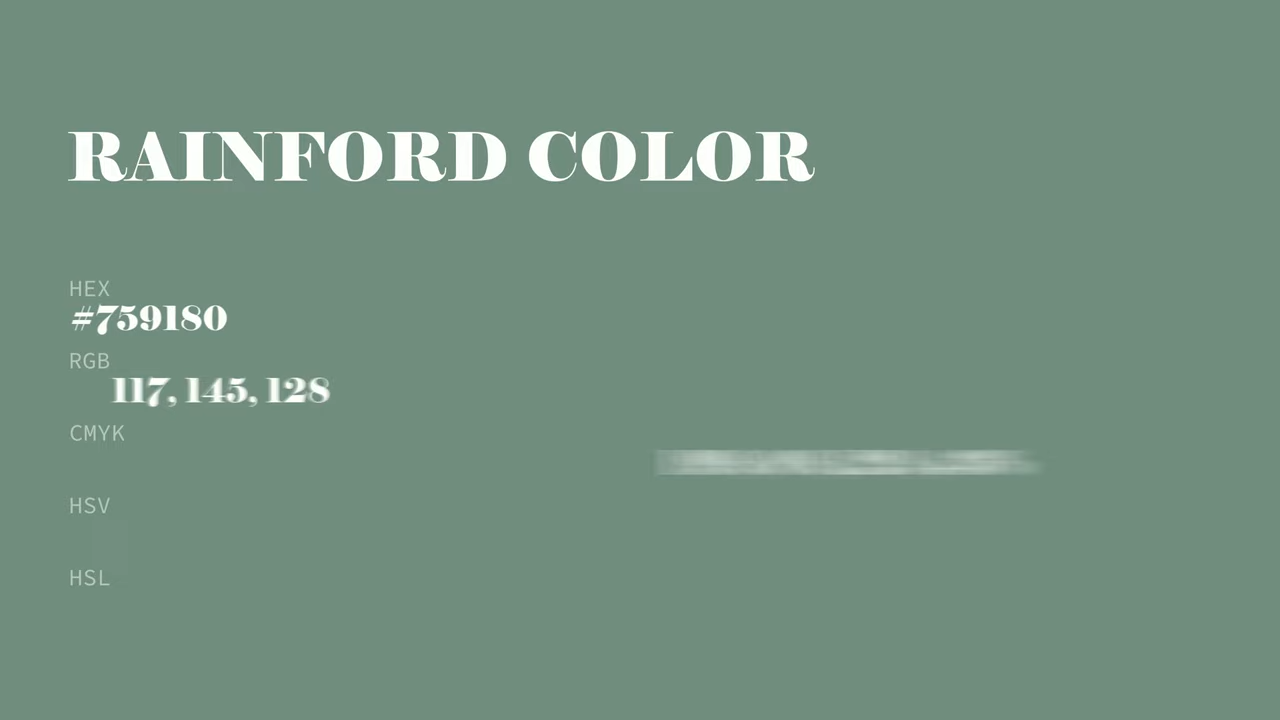 RAINFORD COLOR
HEX
#759180
RGB
117, 145, 128
CMYK
HSV
HSL